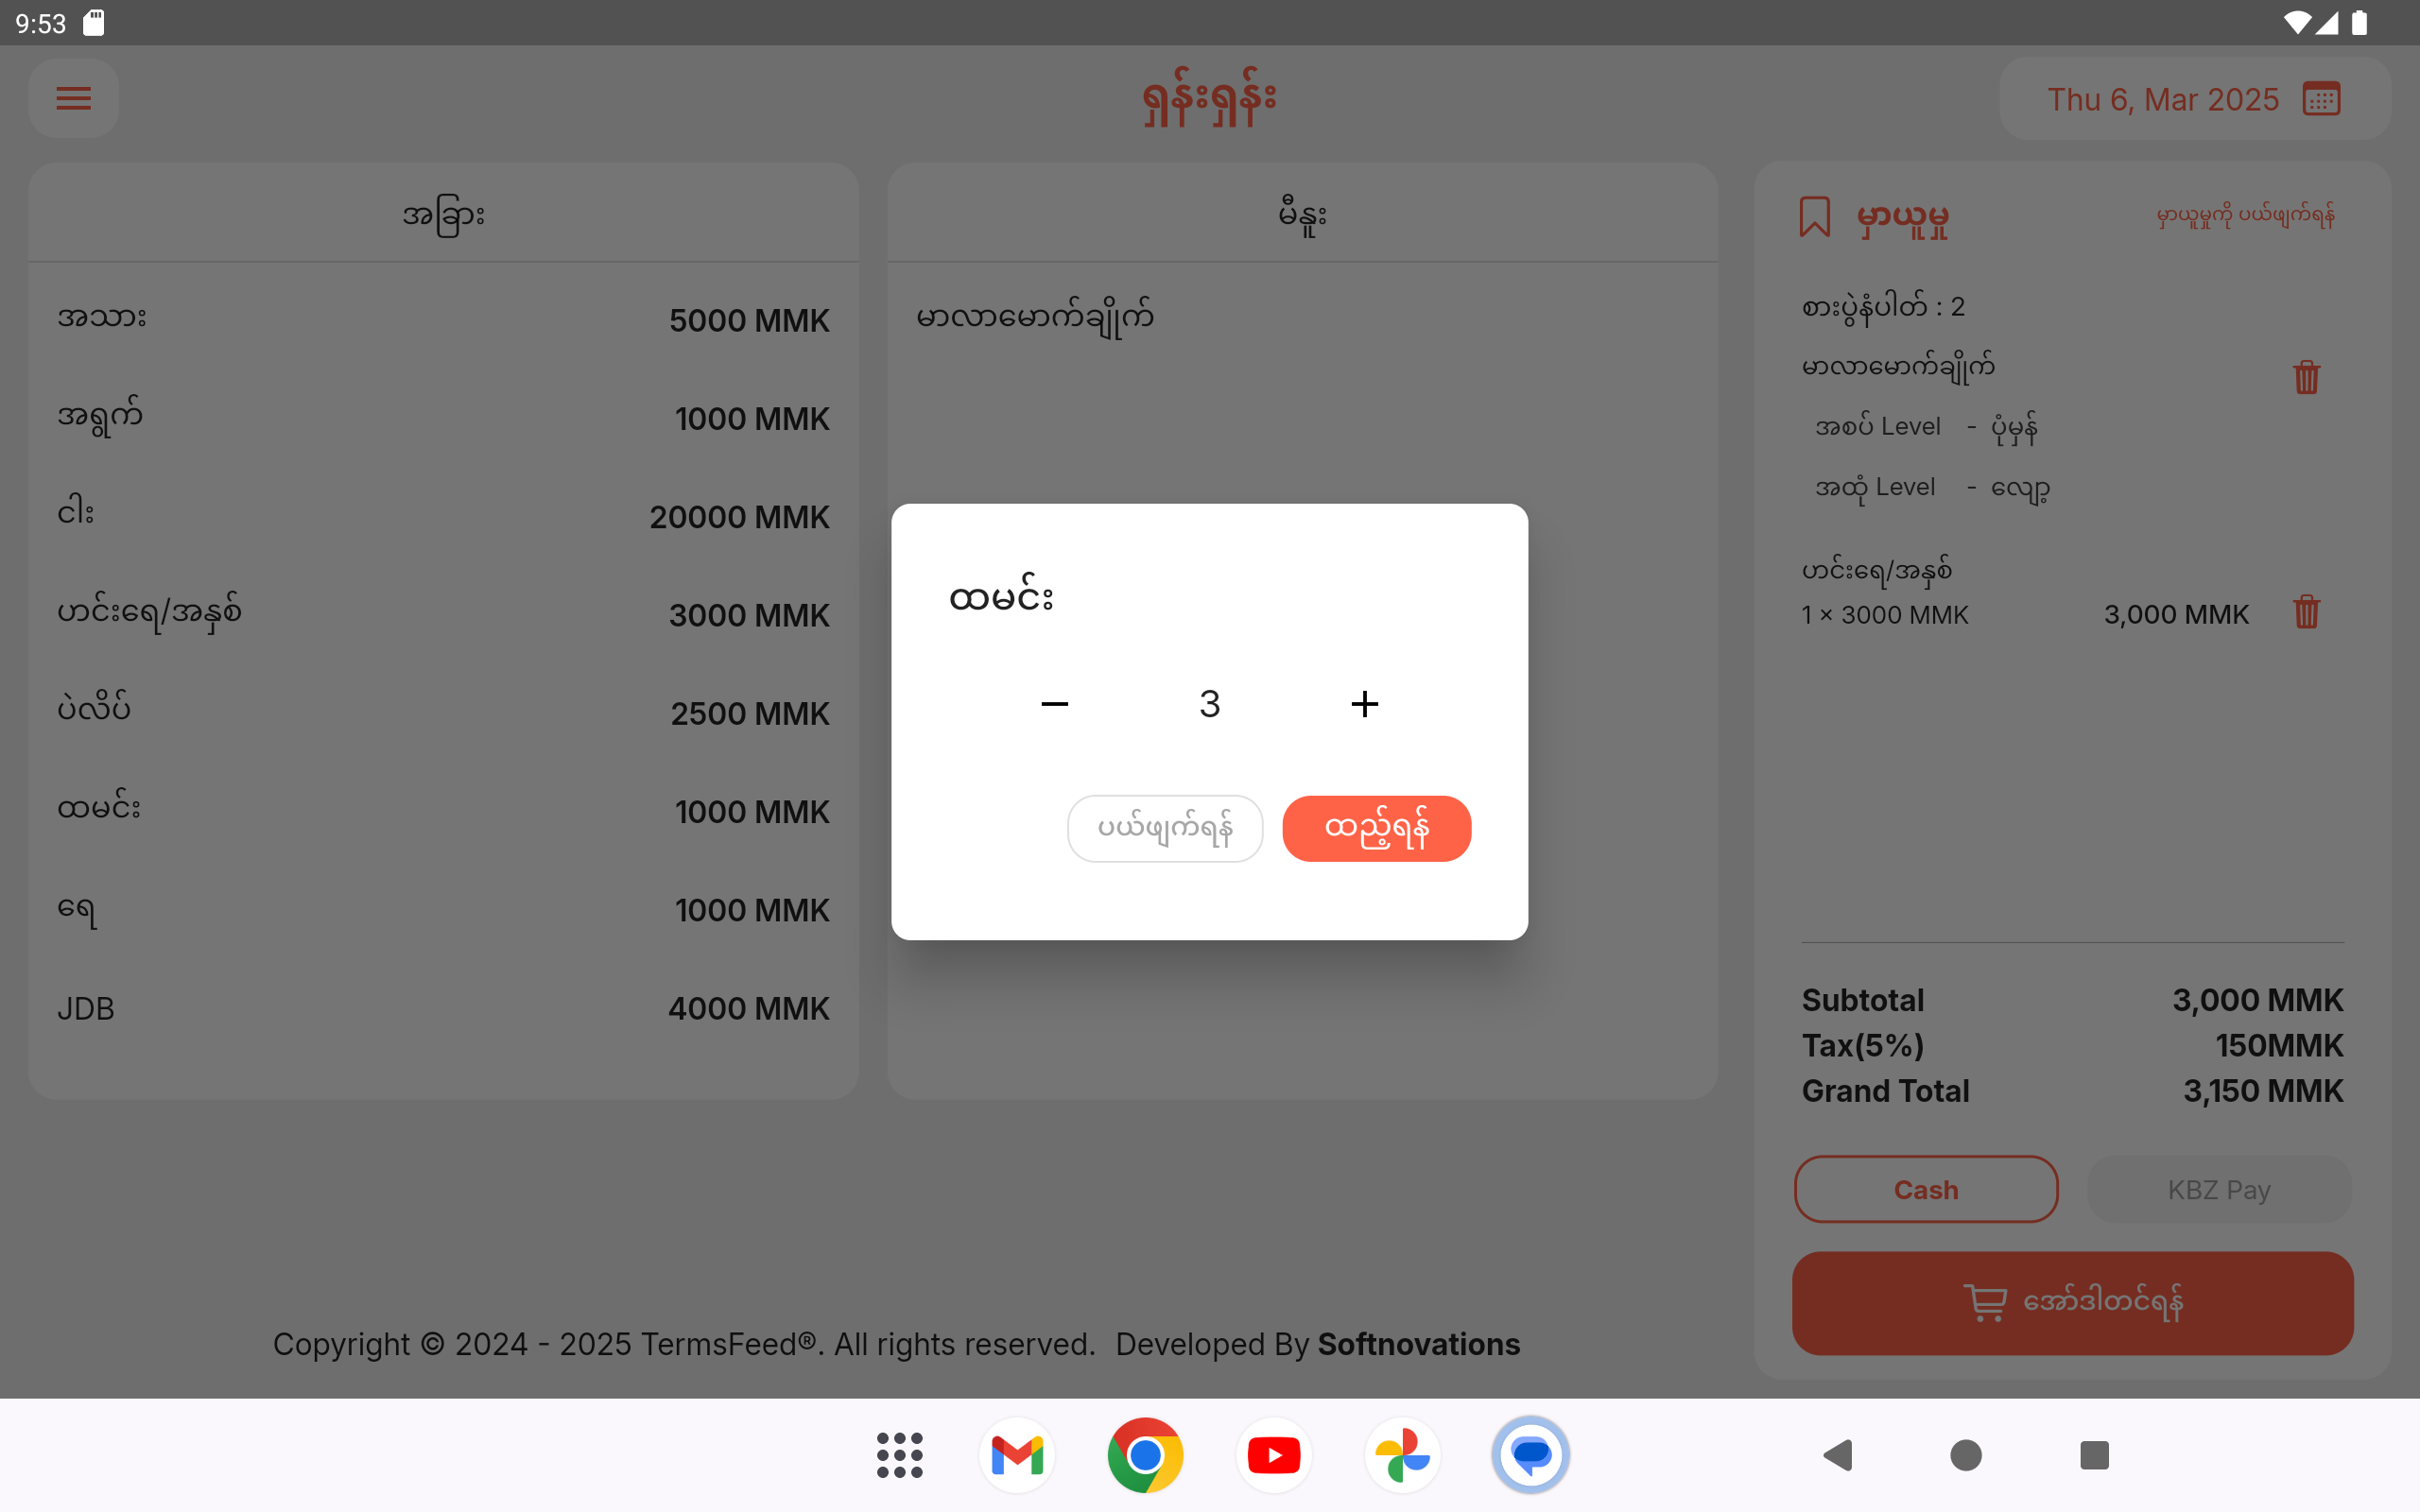 9:53
ရှန်းရှန်း
Thu 6, Mar 2025
အခြား
အသား 5000 MMK
အရွက် 1000 MMK
ငါး 20000 MMK
ဟင်းရေ/အနှစ် 3000 MMK
ပဲလိပ် 2500 MMK
ထမင်း 1000 MMK
ရေ 1000 MMK
JDB 4000 MMK
မီနူး
မာလာမောက်ချိုက်
ထမင်း
3
ပယ်ဖျက်ရန် ထည့်ရန်
မှာယူမှု မှာယူမှုကို ပယ်ဖျက်ရန်
စားပွဲနံပါတ် : 2
မာလာမောက်ချိုက်
အစပ် Level - ပုံမှန်
အထုံ Level - လျော့
ဟင်းရေ/အနှစ်
1 × 3000 MMK 3,000 MMK
Subtotal 3,000 MMK
Tax(5%) 150MMK
Grand Total 3,150 MMK
Cash KBZ Pay
အော်ဒါတင်ရန်
Copyright © 2024 - 2025 TermsFeed®. All rights reserved. Developed By Softnovations